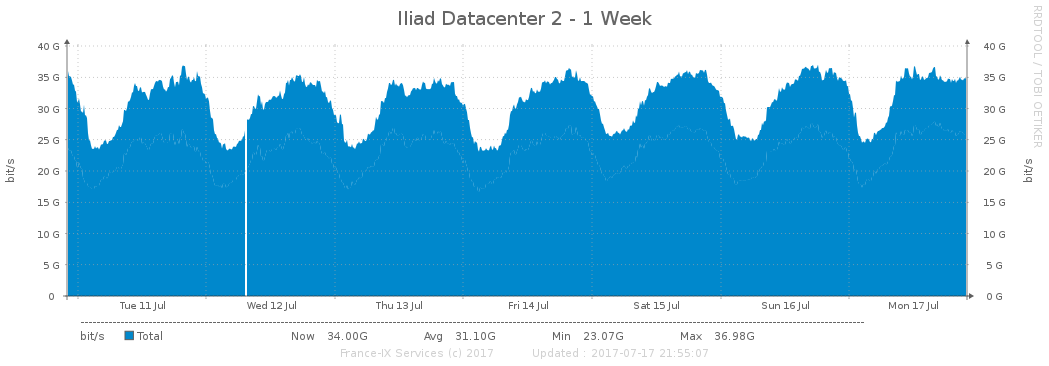 Iliad Datacenter 2 - 1 Week
RRDTOOL / TOBI OETIKER
40 G 40 G
35 G 35 G
30 G 30 G
25 G 25 G
20 G 20 G
15 G 15 G
10 G 10 G
5 G 5 G
0 0 G
bit/s bit/s
Tue 11 Jul Wed 12 Jul Thu 13 Jul Fri 14 Jul Sat 15 Jul Sun 16 Jul Mon 17 Jul
bit/s Total Now 34.00G Avg 31.10G Min 23.07G Max 36.98G
France-IX Services (c) 2017 Updated : 2017-07-17 21:55:07